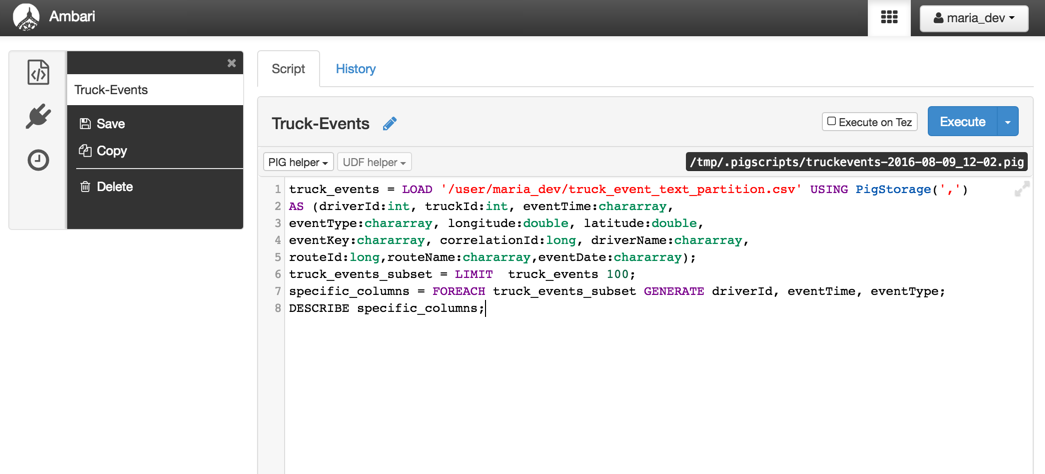 Ambari
maria_dev
Truck-Events
Save
Copy
Delete
Script History
Truck-Events
Execute on Tez
Execute
PIG helper
UDF helper
/tmp/.pigscripts/truckevents-2016-08-09_12-02.pig
1 truck_events = LOAD '/user/maria_dev/truck_event_text_partition.csv' USING PigStorage(',')
2 AS (driverId:int, truckId:int, eventTime:chararray,
3 eventType:chararray, longitude:double, latitude:double,
4 eventKey:chararray, correlationId:long, driverName:chararray,
5 routeId:long,routeName:chararray,eventDate:chararray);
6 truck_events_subset = LIMIT  truck_events 100;
7 specific_columns = FOREACH truck_events_subset GENERATE driverId, eventTime, eventType;
8 DESCRIBE specific_columns;